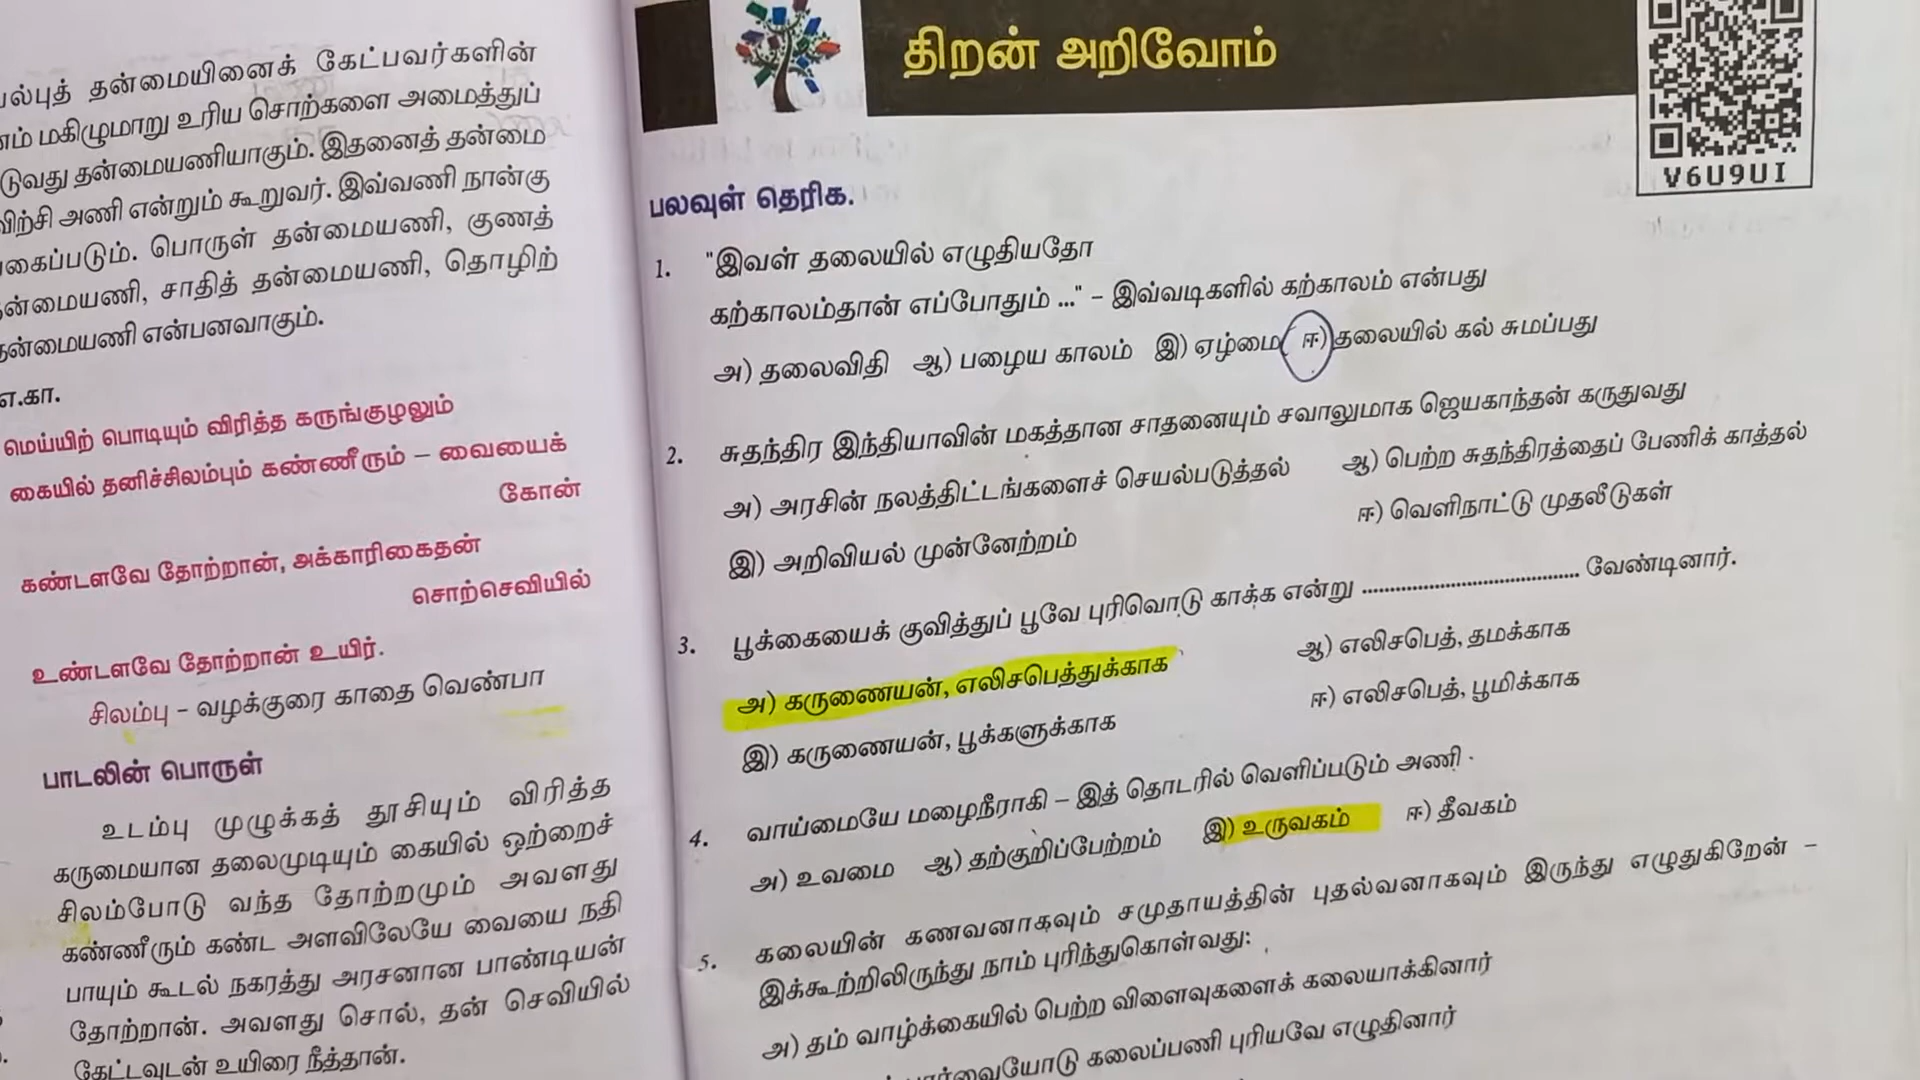 தன்மையினைக் கேட்பவர்களின்
மகிழுமாறு உரிய சொற்களை அமைத்துப்
தன்மையணியாகும். இதனைத் தன்மை
அணி என்றும் கூறுவர். இவ்வணி நான்கு
பொருள் தன்மையணி, குணத்
சாதித் தன்மையணி, தொழிற்
என்பனவாகும்.
எ.கா.
மெய்யிற் பொடியும் விரித்த கருங்குழலும்
கையில் தனிச்சிலம்பும் கண்ணீரும் – வையைக்
கோன்
கண்டளவே தோற்றான், அக்காரிகைதன்
சொற்செவியில்
உண்டளவே தோற்றான் உயிர்.
சிலம்பு – வழக்குரை காதை வெண்பா
பாடலின் பொருள்
உடம்பு முழுக்கத் தூசியும் விரித்த
கருமையான தலைமுடியும் கையில் ஒற்றைச்
சிலம்போடு வந்த தோற்றமும் அவளது
கண்ணீரும் கண்ட அளவிலேயே வையை நதி
பாயும் கூடல் நகரத்து அரசனான பாண்டியன்
தோற்றான். அவளது சொல், தன் செவியில்
கேட்டவுடன் உயிரை நீத்தான்.
திறன் அறிவோம்
V6U9UI
பலவுள் தெரிக.
1. "இவள் தலையில் எழுதியதோ
கற்காலம்தான் எப்போதும் ..." – இவ்வடிகளில் கற்காலம் என்பது
அ) தலைவிதி ஆ) பழைய காலம் இ) ஏழ்மை ஈ) தலையில் கல் சுமப்பது
2. சுதந்திர இந்தியாவின் மகத்தான சாதனையும் சவாலுமாக ஜெயகாந்தன் கருதுவது
அ) அரசின் நலத்திட்டங்களைச் செயல்படுத்தல் ஆ) பெற்ற சுதந்திரத்தைப் பேணிக் காத்தல்
இ) அறிவியல் முன்னேற்றம் ஈ) வெளிநாட்டு முதலீடுகள்
3. பூக்கையைக் குவித்துப் பூவே புரிவொடு காக்க என்று ........................................ வேண்டினார்.
அ) கருணையன், எலிசபெத்துக்காக ஆ) எலிசபெத், தமக்காக
இ) கருணையன், பூக்களுக்காக ஈ) எலிசபெத், பூமிக்காக
4. வாய்மையே மழைநீராகி – இத் தொடரில் வெளிப்படும் அணி
அ) உவமை ஆ) தற்குறிப்பேற்றம் இ) உருவகம் ஈ) தீவகம்
5. கலையின் கணவனாகவும் சமுதாயத்தின் புதல்வனாகவும் இருந்து எழுதுகிறேன் –
இக்கூற்றிலிருந்து நாம் புரிந்துகொள்வது:
அ) தம் வாழ்க்கையில் பெற்ற விளைவுகளைக் கலையாக்கினார்
கலைப்பணி புரியவே எழுதினார்